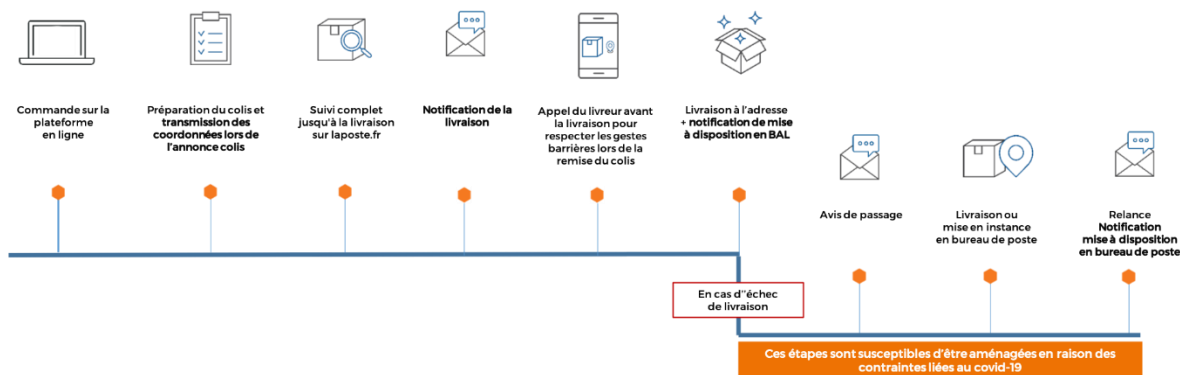 Commande sur la
plateforme
en ligne
Préparation du colis et
transmission des
coordonnées lors de
l'annonce colis
Suivi complet
jusqu'à la livraison
sur laposte.fr
Notification de la
livraison
Appel du livreur avant
la livraison pour
respecter les gestes
barrières lors de la
remise du colis
Livraison à l'adresse
+ notification de mise
à disposition en BAL
Avis de passage
Livraison ou
mise en instance
en bureau de poste
Relance
Notification
mise à disposition
en bureau de poste
En cas d''échec
de livraison
Ces étapes sont susceptibles d'être aménagées en raison des
contraintes liées au covid-19